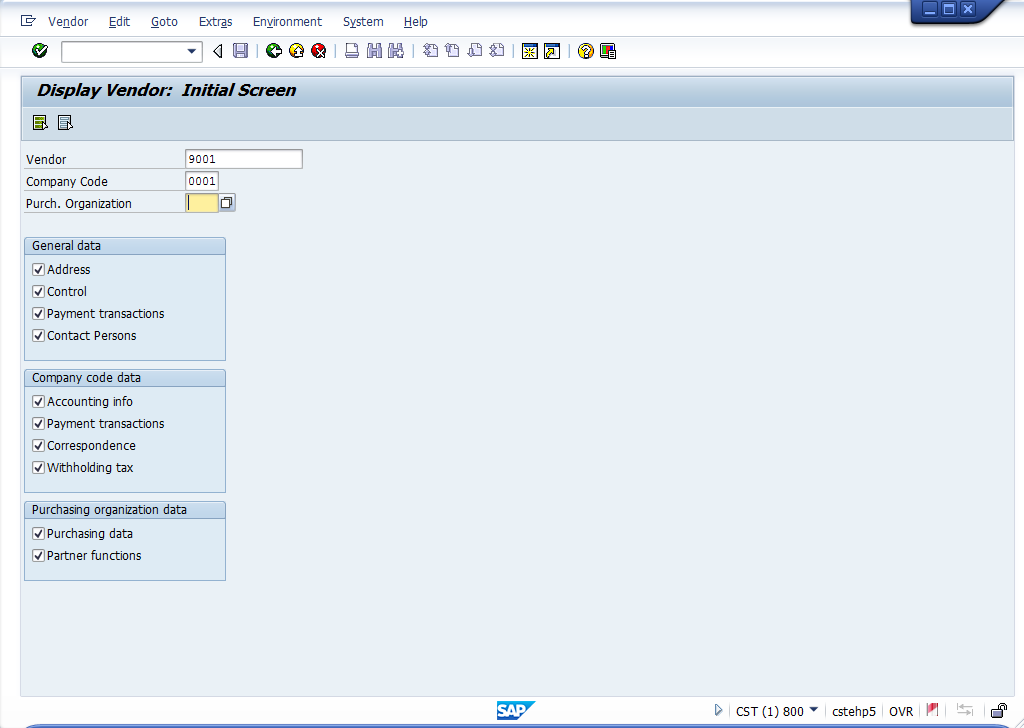 Vendor Edit Goto Extras Environment System Help
Display Vendor: Initial Screen
Vendor 9001
Company Code 0001
Purch. Organization
General data
Address
Control
Payment transactions
Contact Persons
Company code data
Accounting info
Payment transactions
Correspondence
Withholding tax
Purchasing organization data
Purchasing data
Partner functions
SAP CST (1) 800 cstehp5 OVR